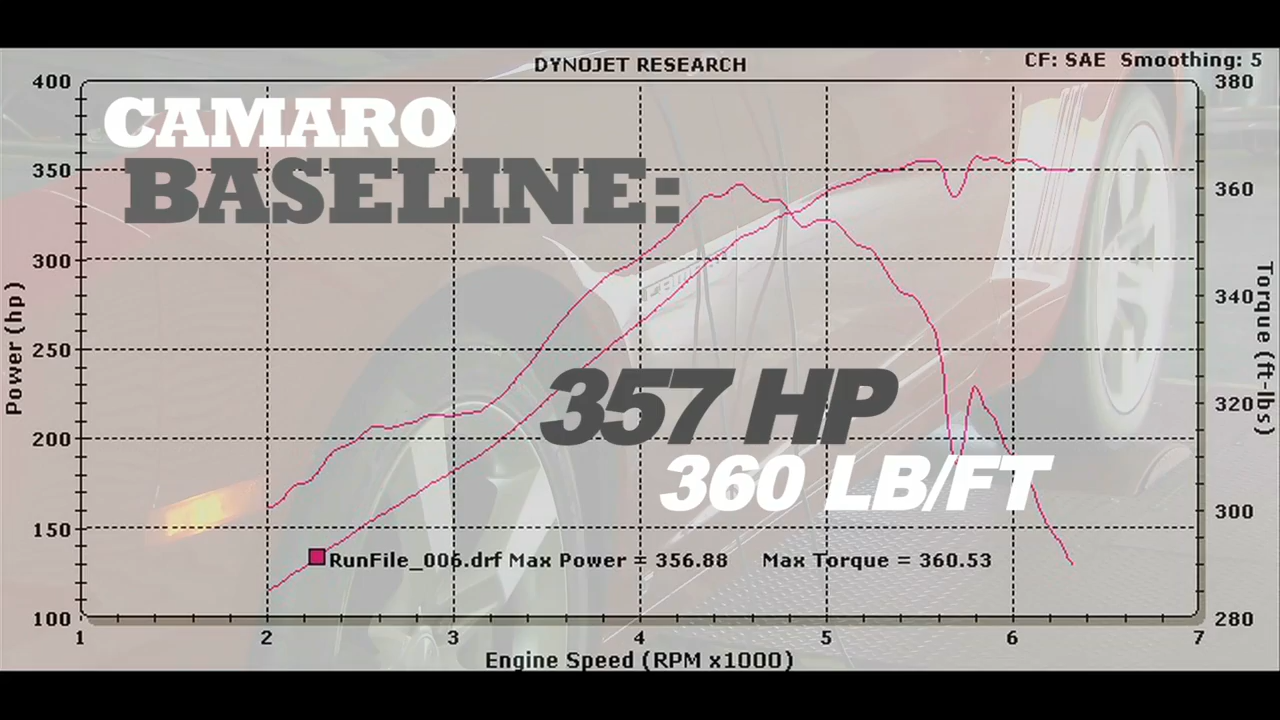 DYNOJET RESEARCH
CF: SAE Smoothing: 5
CAMARO
BASELINE:
357 HP
360 LB/FT
RunFile_006.drf Max Power = 356.88 Max Torque = 360.53
400
350
300
250
200
150
100
Power (hp)
380
360
340
320
300
280
Torque (ft-lbs)
1 2 3 4 5 6 7
Engine Speed (RPM x1000)